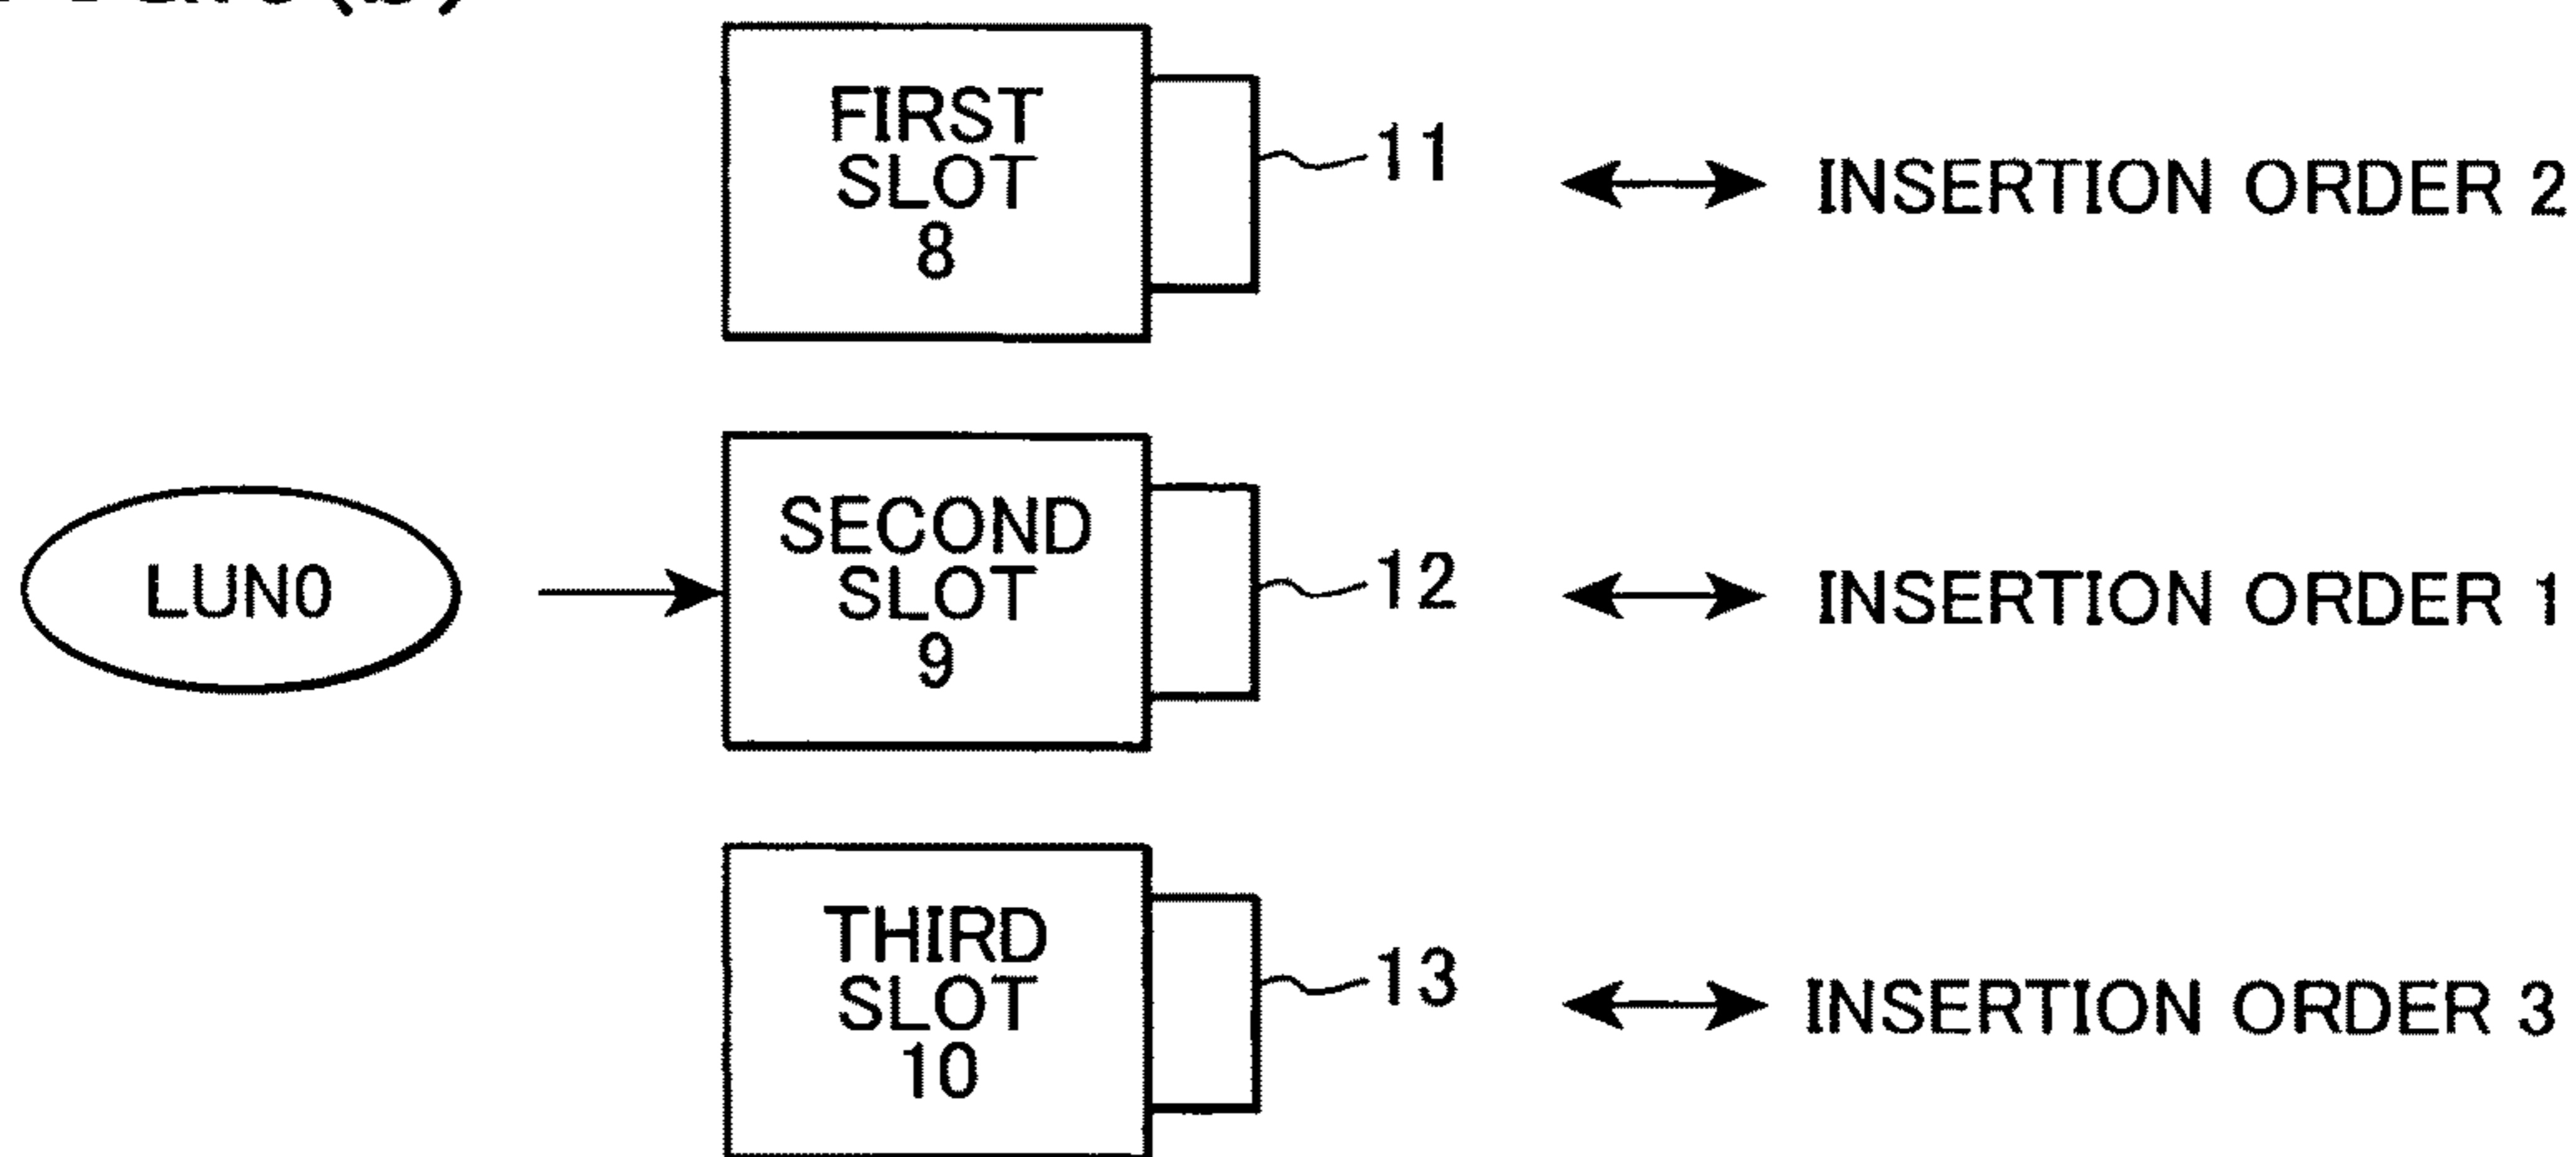 FIRST
SLOT
8
11
INSERTION ORDER 2
LUN0
SECOND
SLOT
9
12
INSERTION ORDER 1
THIRD
SLOT
10
13
INSERTION ORDER 3